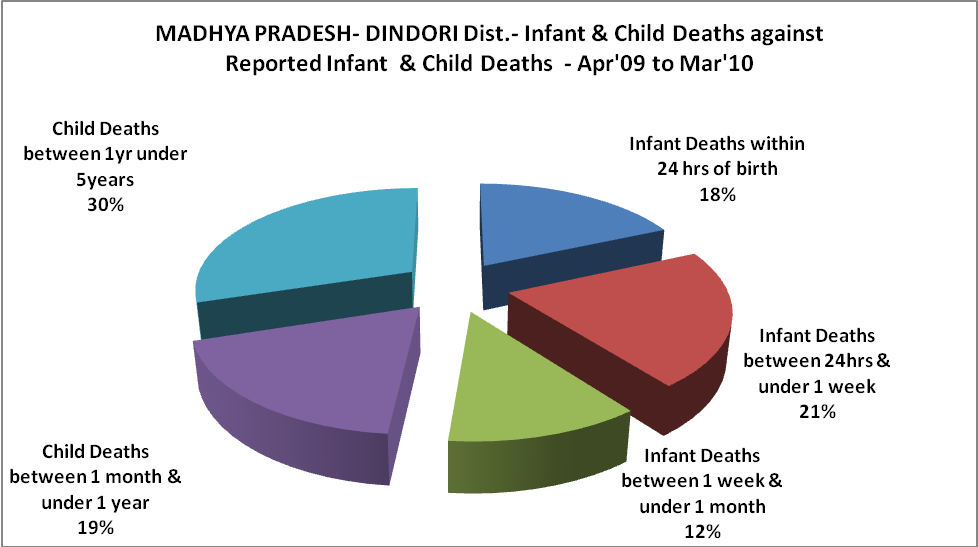 MADHYA PRADESH- DINDORI Dist.- Infant & Child Deaths against
Reported Infant & Child Deaths - Apr'09 to Mar'10
Child Deaths
between 1yr under
5years
30%
Infant Deaths within
24 hrs of birth
18%
Infant Deaths
between 24hrs &
under 1 week
21%
Infant Deaths
between 1 week &
under 1 month
12%
Child Deaths
between 1 month &
under 1 year
19%